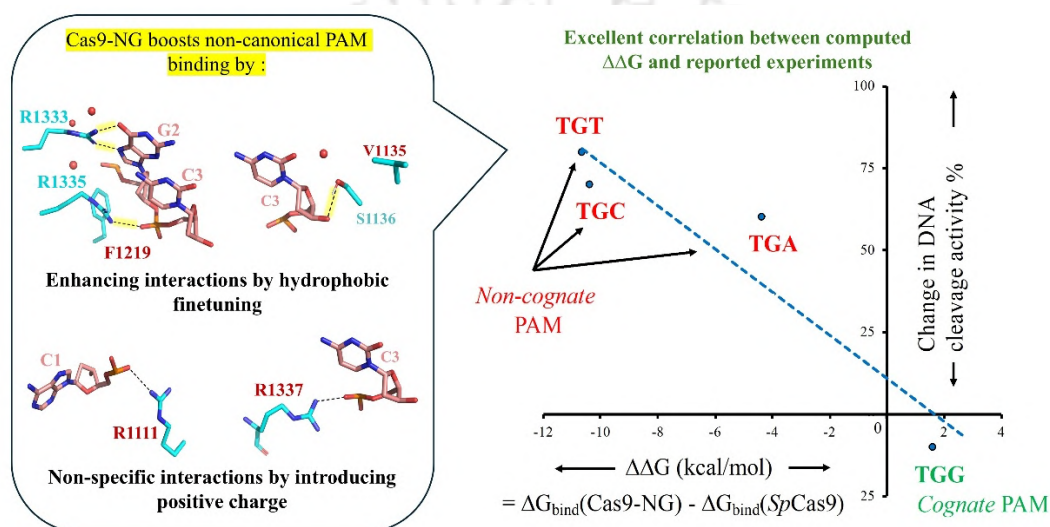 Cas9-NG boosts non-canonical PAM
binding by :
R1333
G2
R1335
C3
F1219
C3
V1135
S1136
Enhancing interactions by hydrophobic
finetuning
C1
R1111
R1337
C3
Non-specific interactions by introducing
positive charge
Excellent correlation between computed
ΔΔG and reported experiments
100
75
50
25
0
25
TGT
TGC
TGA
Non-cognate
PAM
Change in DNA
cleavage activity %
-12
-10
-8
-6
-4
-2
2
4
ΔΔG (kcal/mol)
= ΔGbind(Cas9-NG) - ΔGbind(SpCas9)
TGG
Cognate PAM